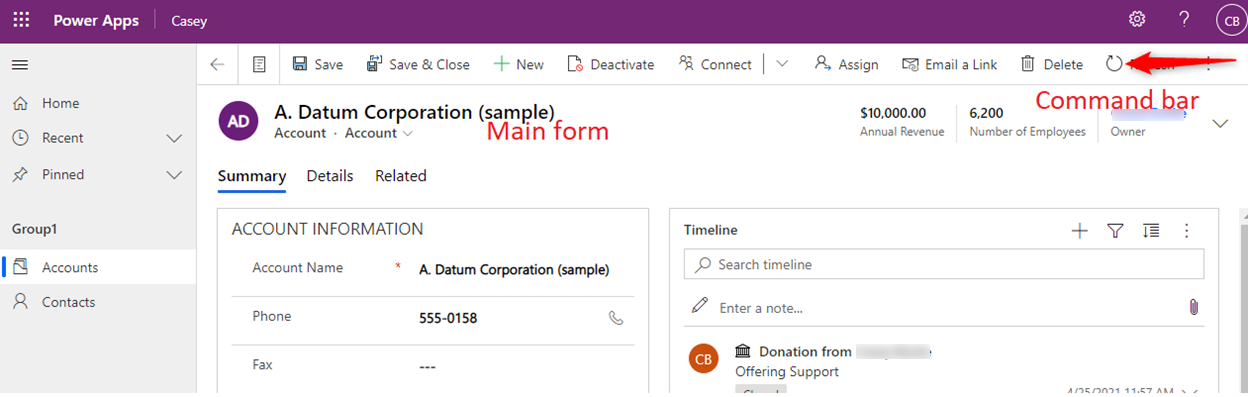 Power Apps Casey CB
Save Save & Close New Deactivate Connect Assign Email a Link Delete
Home
Recent
Pinned
Group1
Accounts
Contacts
AD
A. Datum Corporation (sample)
Account · Account
Main form
$10,000.00
Annual Revenue
6,200
Number of Employees
Command bar
Owner
Summary Details Related
ACCOUNT INFORMATION
Account Name * A. Datum Corporation (sample)
Phone 555-0158
Fax ---
Timeline
Search timeline
Enter a note...
CB
Donation from
Offering Support
4/25/2021 11:57 AM